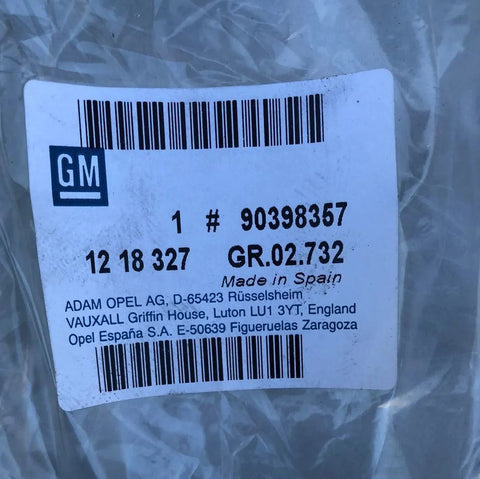 GM
1 # 90398357
12 18 327 GR.02.732
Made in Spain
ADAM OPEL AG, D-65423 Rüsselsheim
VAUXALL Griffin House, Luton LU1 3YT, England
Opel España S.A. E-50639 Figueruelas Zaragoza